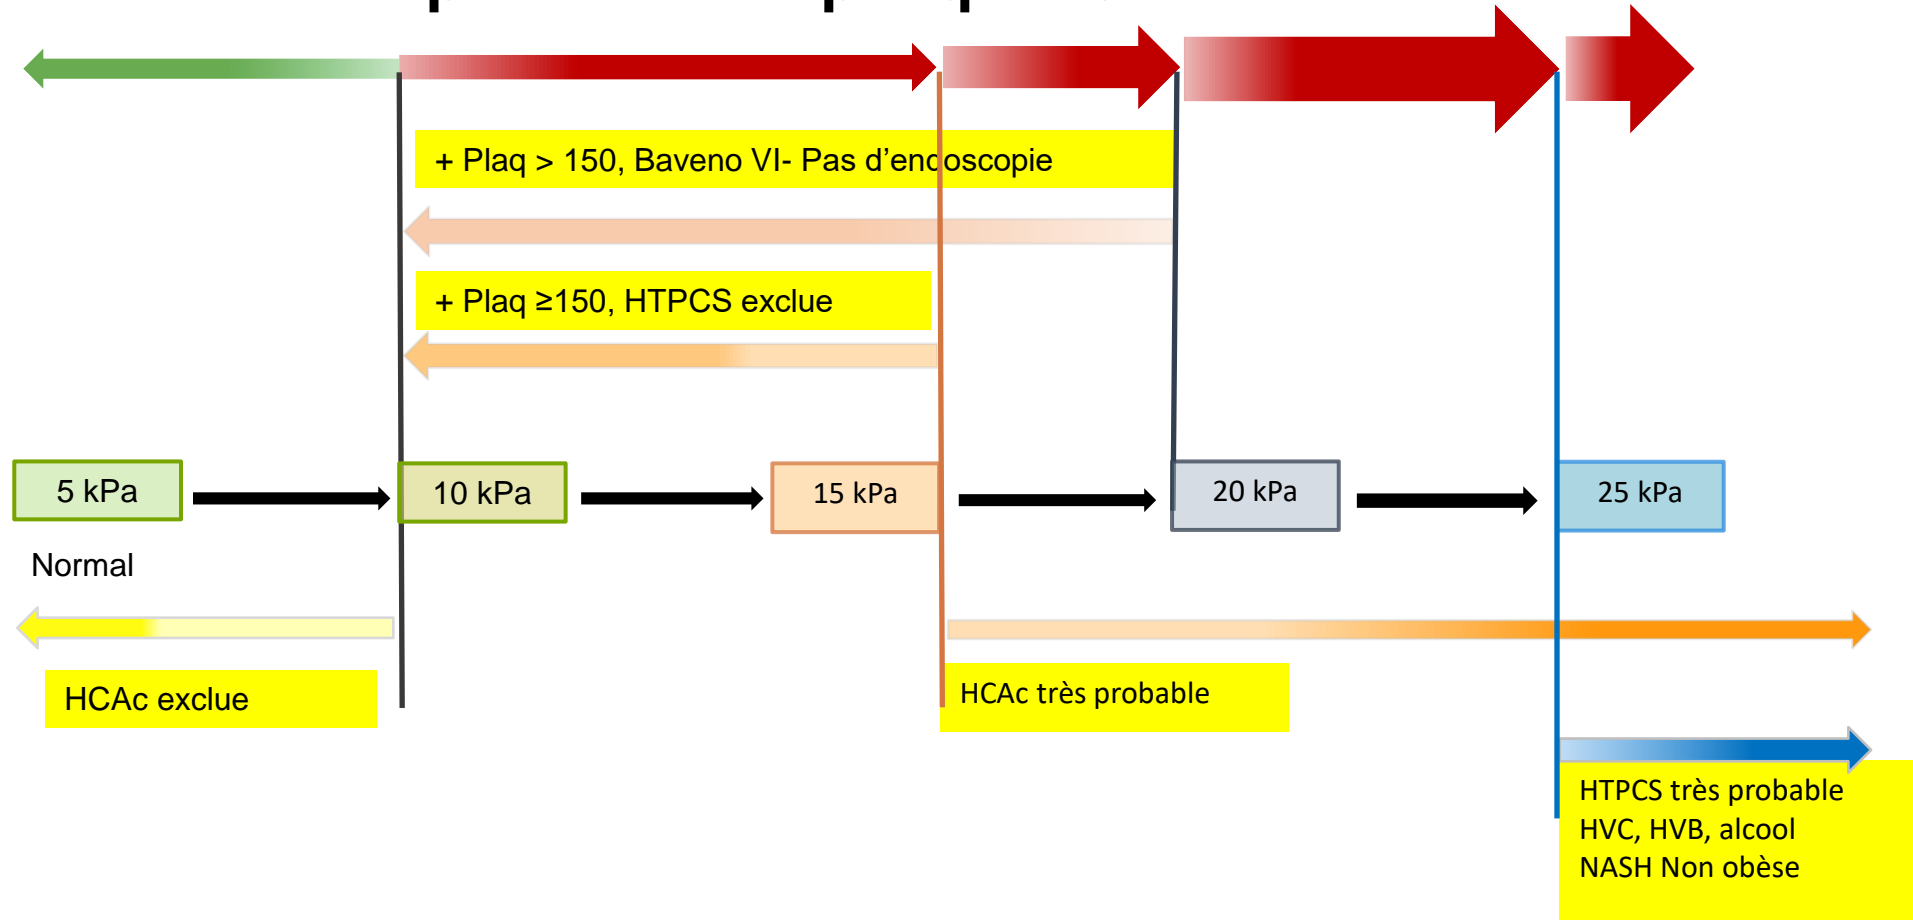 + Plaq > 150, Baveno VI- Pas d'endoscopie
+ Plaq ≥150, HTPCS exclue
5 kPa
10 kPa
15 kPa
20 kPa
25 kPa
Normal
HCAc exclue
HCAc très probable
HTPCS très probable
HVC, HVB, alcool
NASH Non obèse